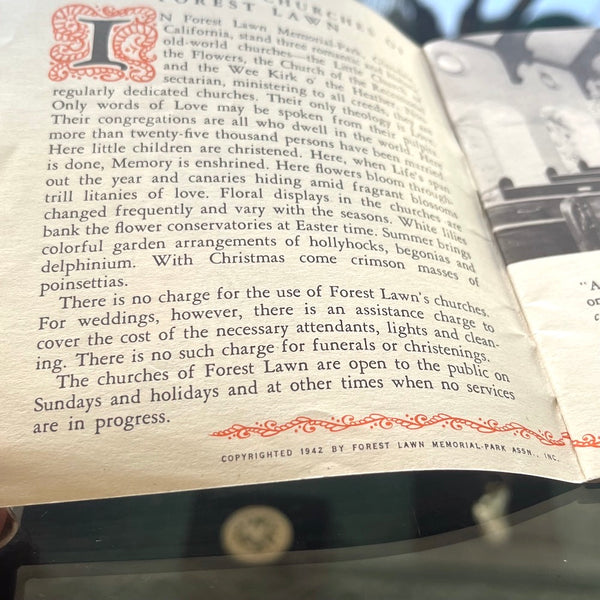 CHURCHES OF
FOREST LAWN
IN Forest Lawn Memorial-Park,
California, stand three romantic
old-world churches—the Little Church of
the Flowers, the Church of the Recessional
and the Wee Kirk o' the Heather. Non-
sectarian, ministering to all creeds, they are
regularly dedicated churches. Their only theology is Love.
Only words of Love may be spoken from their pulpits.
Their congregations are all who dwell in the world. Here
more than twenty-five thousand persons have been married.
Here little children are christened. Here, when Life's span
is done, Memory is enshrined. Here flowers bloom through-
out the year and canaries hiding amid fragrant blossoms
trill litanies of love. Floral displays in the churches are
changed frequently and vary with the seasons. White lilies
bank the flower conservatories at Easter time. Summer brings
colorful garden arrangements of hollyhocks, begonias and
delphinium. With Christmas come crimson masses of
poinsettias.
There is no charge for the use of Forest Lawn's churches.
For weddings, however, there is an assistance charge to
cover the cost of the necessary attendants, lights and clean-
ing. There is no such charge for funerals or christenings.
The churches of Forest Lawn are open to the public on
Sundays and holidays and at other times when no services
are in progress.
COPYRIGHTED 1942 BY FOREST LAWN MEMORIAL-PARK ASSN., INC.
"A
or
c